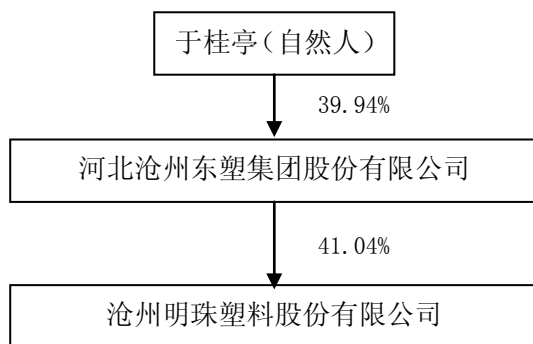 于桂亭(自然人)
39.94%
河北沧州东塑集团股份有限公司
41.04%
沧州明珠塑料股份有限公司